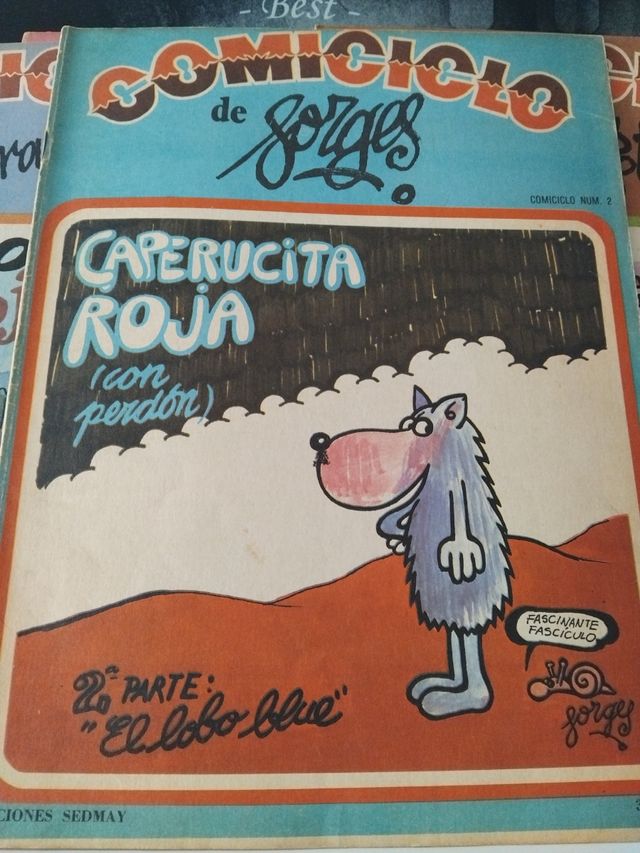 - Best -
COMICICLO
de Forges
COMICICLO NUM. 2
CAPERUCITA
ROJA
(con
perdón)
FASCINANTE
FASCÍCULO
Forges
2ª PARTE:
"El lobo blue"
CIONES SEDMAY